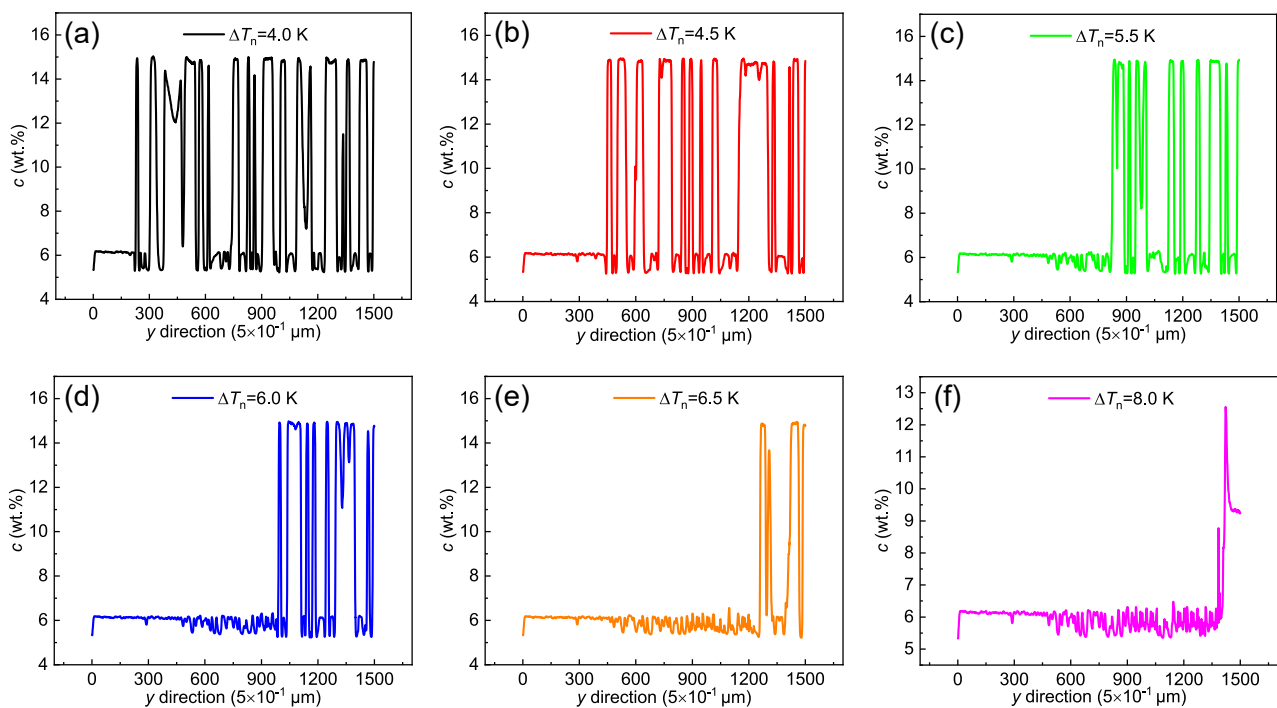 (a)
ΔTn=4.0 K
16
14
12
10
8
6
4
c (wt.%)
0 300 600 900 1200 1500
y direction (5×10-1 μm)
(b)
ΔTn=4.5 K
16
14
12
10
8
6
4
c (wt.%)
0 300 600 900 1200 1500
y direction (5×10-1 μm)
(c)
ΔTn=5.5 K
16
14
12
10
8
6
4
c (wt.%)
0 300 600 900 1200 1500
y direction (5×10-1 μm)
(d)
ΔTn=6.0 K
16
14
12
10
8
6
4
c (wt.%)
0 300 600 900 1200 1500
y direction (5×10-1 μm)
(e)
ΔTn=6.5 K
16
14
12
10
8
6
4
c (wt.%)
0 300 600 900 1200 1500
y direction (5×10-1 μm)
(f)
ΔTn=8.0 K
13
12
11
10
9
8
7
6
5
c (wt.%)
0 300 600 900 1200 1500
y direction (5×10-1 μm)